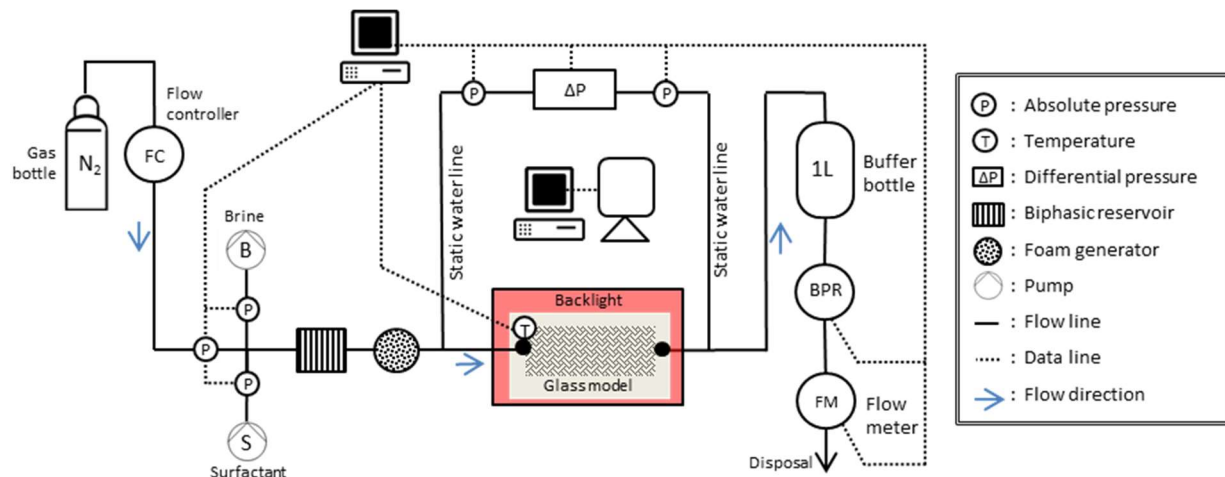 Flow
controller
Gas
bottle
N2
FC
Brine
B
P
P
P
S
Surfactant
P
ΔP
P
Static water line
Static water line
Backlight
T
Glass model
1L
Buffer
bottle
BPR
FM
Flow
meter
Disposal
P : Absolute pressure
T : Temperature
ΔP : Differential pressure
: Biphasic reservoir
: Foam generator
: Pump
: Flow line
: Data line
: Flow direction